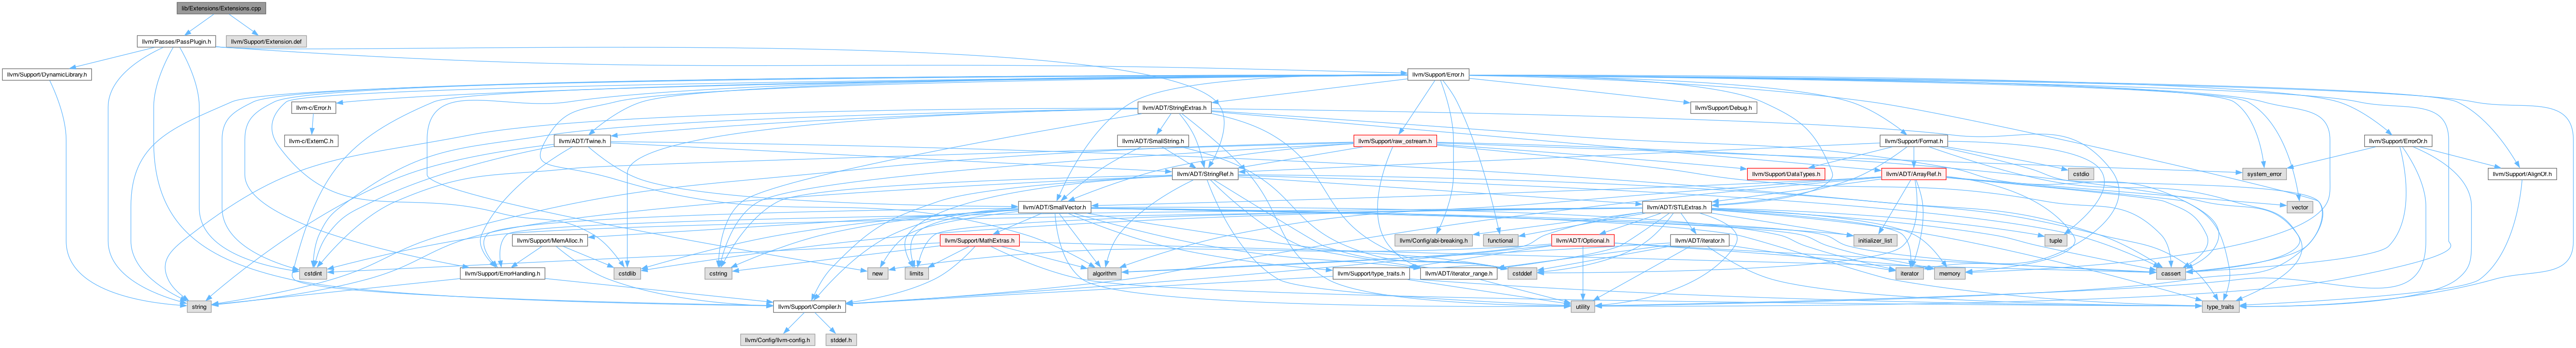 lib/Extensions/Extensions.cpp
llvm/Passes/PassPlugin.h
llvm/Support/Extension.def
llvm/Support/DynamicLibrary.h
llvm/Support/Error.h
llvm-c/Error.h
llvm/ADT/StringExtras.h
llvm/Support/Debug.h
llvm-c/ExternC.h
llvm/ADT/Twine.h
llvm/ADT/SmallString.h
llvm/Support/raw_ostream.h
llvm/Support/Format.h
llvm/Support/ErrorOr.h
llvm/ADT/StringRef.h
llvm/Support/DataTypes.h
llvm/ADT/ArrayRef.h
cstdio
system_error
llvm/Support/AlignOf.h
llvm/ADT/SmallVector.h
llvm/ADT/STLExtras.h
vector
llvm/Support/MemAlloc.h
llvm/Support/MathExtras.h
llvm/Config/abi-breaking.h
functional
llvm/ADT/Optional.h
llvm/ADT/iterator.h
initializer_list
tuple
cstdint
llvm/Support/ErrorHandling.h
cstdlib
cstring
new
limits
algorithm
llvm/Support/type_traits.h
llvm/ADT/iterator_range.h
cstddef
iterator
memory
cassert
string
llvm/Support/Compiler.h
utility
type_traits
llvm/Config/llvm-config.h
stddef.h